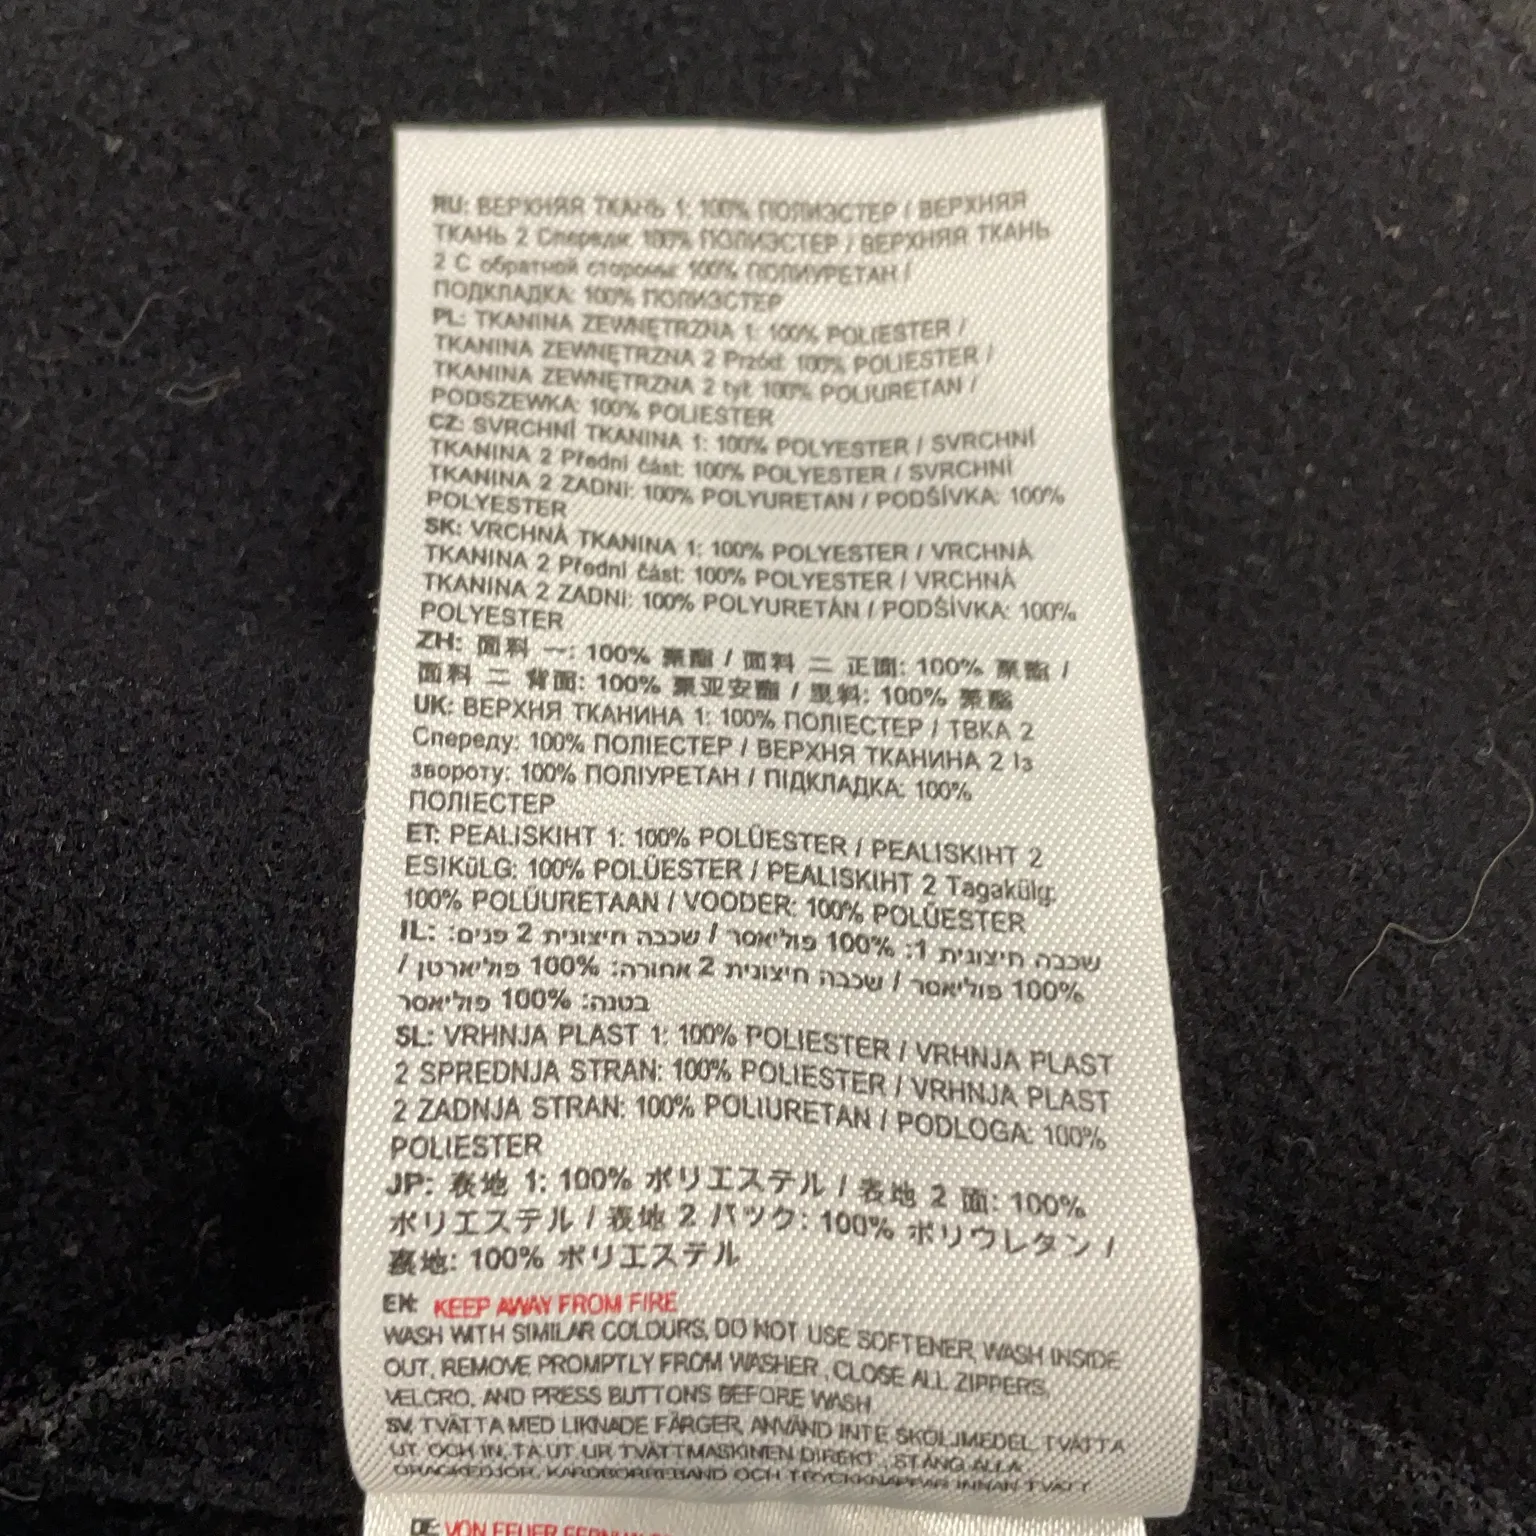 RU: ВЕРХНЯЯ ТКАНЬ 1: 100% ПОЛИЭСТЕР / ВЕРХНЯЯ
ТКАНЬ 2 Спереди: 100% ПОЛИЭСТЕР / ВЕРХНЯЯ ТКАНЬ
2 С обратной стороны: 100% ПОЛИУРЕТАН /
ПОДКЛАДКА: 100% ПОЛИЭСТЕР
PL: TKANINA ZEWNĘTRZNA 1: 100% POLIESTER /
TKANINA ZEWNĘTRZNA 2 Przód: 100% POLIESTER /
TKANINA ZEWNĘTRZNA 2 tył: 100% POLIURETAN /
PODSZEWKA: 100% POLIESTER
CZ: SVRCHNÍ TKANINA 1: 100% POLYESTER / SVRCHNÍ
TKANINA 2 Přední část: 100% POLYESTER / SVRCHNÍ
TKANINA 2 ZADNI: 100% POLYURETAN / PODŠÍVKA: 100%
POLYESTER
SK: VRCHNÁ TKANINA 1: 100% POLYESTER / VRCHNÁ
TKANINA 2 Přední část: 100% POLYESTER / VRCHNÁ
TKANINA 2 ZADNI: 100% POLYURETÁN / PODŠÍVKA: 100%
POLYESTER
ZH: 面料 一: 100% 聚酯 / 面料 二 正面: 100% 聚酯 /
面料 二 背面: 100% 聚亚安酯 / 里料: 100% 聚酯
UK: ВЕРХНЯ ТКАНИНА 1: 100% ПОЛІЕСТЕР / ТВКА 2
Спереду: 100% ПОЛІЕСТЕР / ВЕРХНЯ ТКАНИНА 2 Із
звороту: 100% ПОЛІУРЕТАН / ПІДКЛАДКА: 100%
ПОЛІЕСТЕР
ET: PEALISKIHT 1: 100% POLÜESTER / PEALISKIHT 2
ESIKüLG: 100% POLÜESTER / PEALISKIHT 2 Tagakülg:
100% POLÜURETAAN / VOODER: 100% POLÜESTER
IL: שכבה חיצונית 1: 100% פוליאסר / שכבה חיצונית 2 פנים:
100% פוליאסר / שכבה חיצונית 2 אחורה: 100% פוליארטן /
בטנה: 100% פוליאסר
SL: VRHNJA PLAST 1: 100% POLIESTER / VRHNJA PLAST
2 SPREDNJA STRAN: 100% POLIESTER / VRHNJA PLAST
2 ZADNJA STRAN: 100% POLIURETAN / PODLOGA: 100%
POLIESTER
JP: 表地 1: 100% ポリエステル / 表地 2 面: 100%
ポリエステル / 表地 2 バック: 100% ポリウレタン /
裏地: 100% ポリエステル
EN: KEEP AWAY FROM FIRE
WASH WITH SIMILAR COLOURS, DO NOT USE SOFTENER, WASH INSIDE
OUT, REMOVE PROMPTLY FROM WASHER , CLOSE ALL ZIPPERS,
VELCRO, AND PRESS BUTTONS BEFORE WASH
SV: TVÄTTA MED LIKNADE FÄRGER, ANVÄND INTE SKÖLJMEDEL, TVÄTTA
UT OCH IN, TA UT UR TVÄTTMASKINEN DIREKT , STÄNG ALLA
DRAGKEDJOR, KARDBORREBAND OCH TRYCKKNAPPAR INNAN TVÄTT
DE: VON FEUER